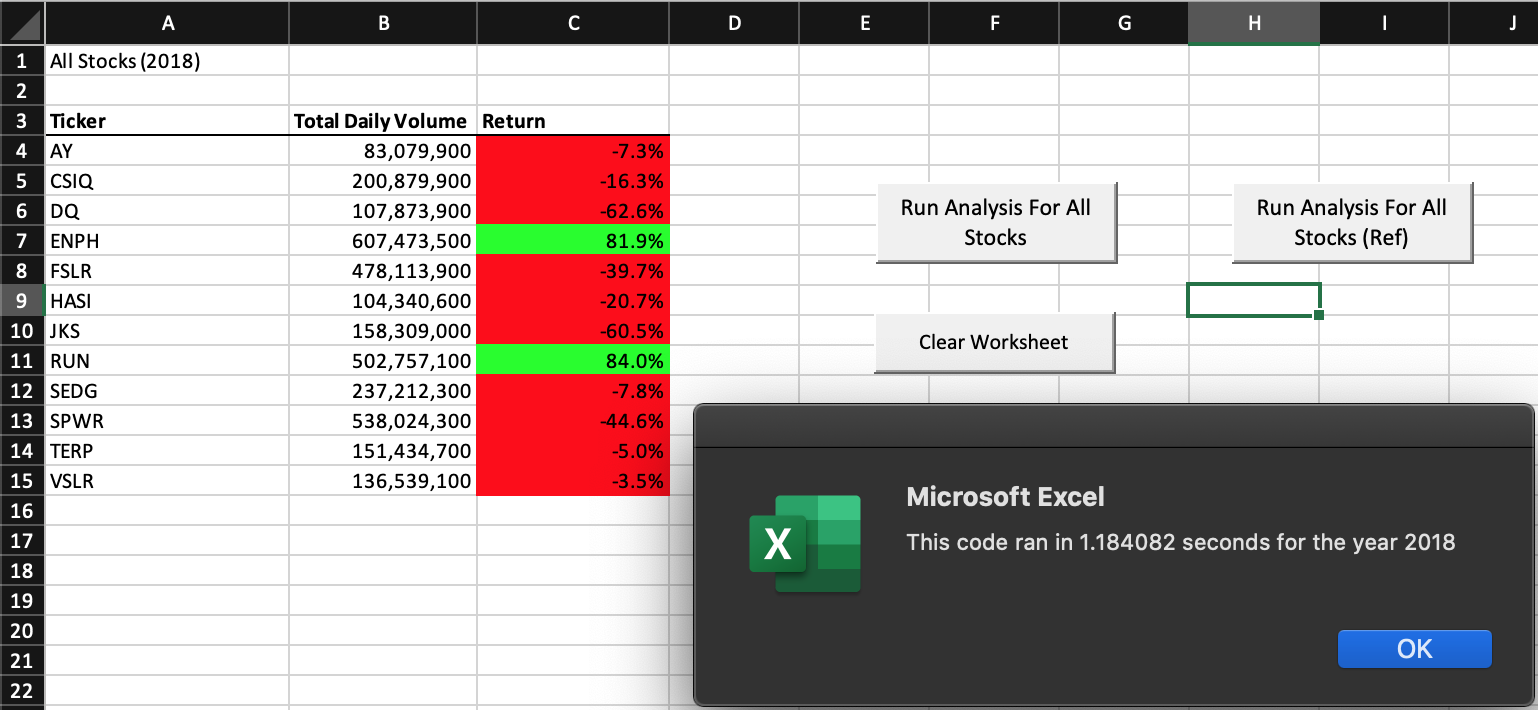 A B C D E F G H I J
1 All Stocks (2018)
2
3 Ticker Total Daily Volume Return
4 AY 83,079,900 -7.3%
5 CSIQ 200,879,900 -16.3%
6 DQ 107,873,900 -62.6%
7 ENPH 607,473,500 81.9%
8 FSLR 478,113,900 -39.7%
9 HASI 104,340,600 -20.7%
10 JKS 158,309,000 -60.5%
11 RUN 502,757,100 84.0%
12 SEDG 237,212,300 -7.8%
13 SPWR 538,024,300 -44.6%
14 TERP 151,434,700 -5.0%
15 VSLR 136,539,100 -3.5%
16
17
18
19
20
21
22
Run Analysis For All
Stocks
Run Analysis For All
Stocks (Ref)
Clear Worksheet
X
Microsoft Excel
This code ran in 1.184082 seconds for the year 2018
OK